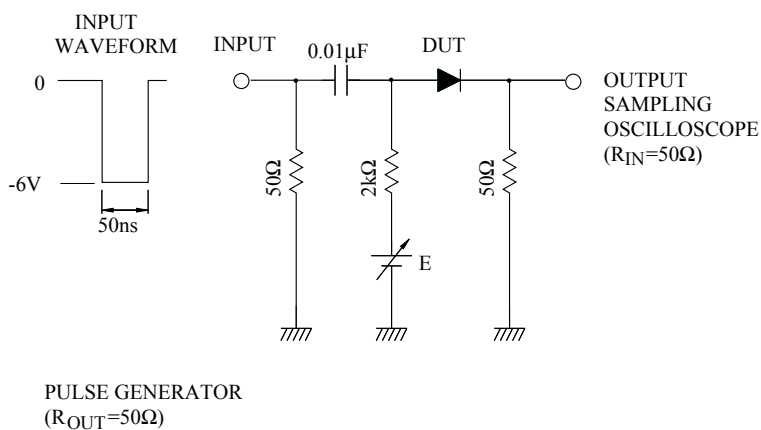 INPUT
WAVEFORM
INPUT
0.01µF
DUT
0
OUTPUT
SAMPLING
OSCILLOSCOPE
(RIN=50Ω)
50Ω
2kΩ
50Ω
-6V
50ns
E
PULSE GENERATOR
(ROUT=50Ω)